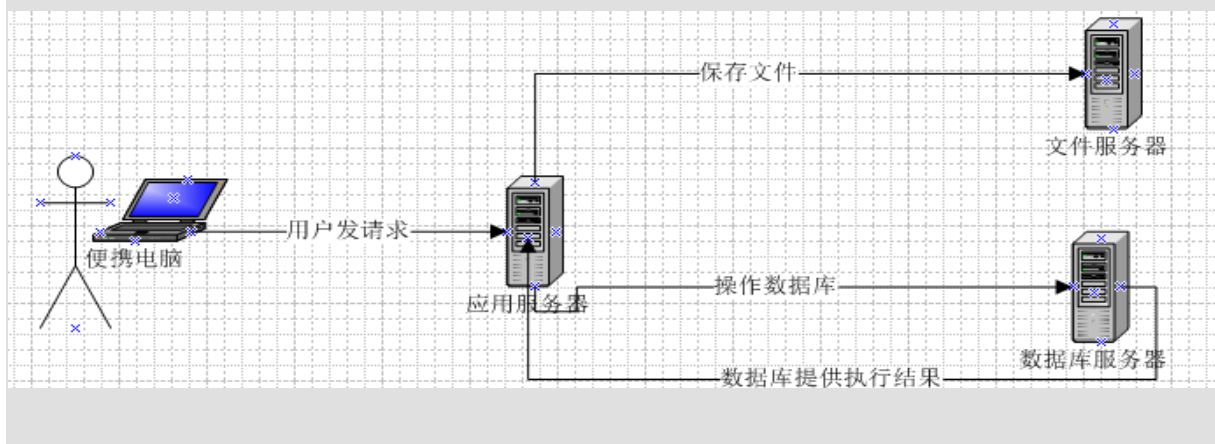 保存文件
文件服务器
用户发请求
便携电脑
应用服务器
操作数据库
数据库服务器
数据库提供执行结果